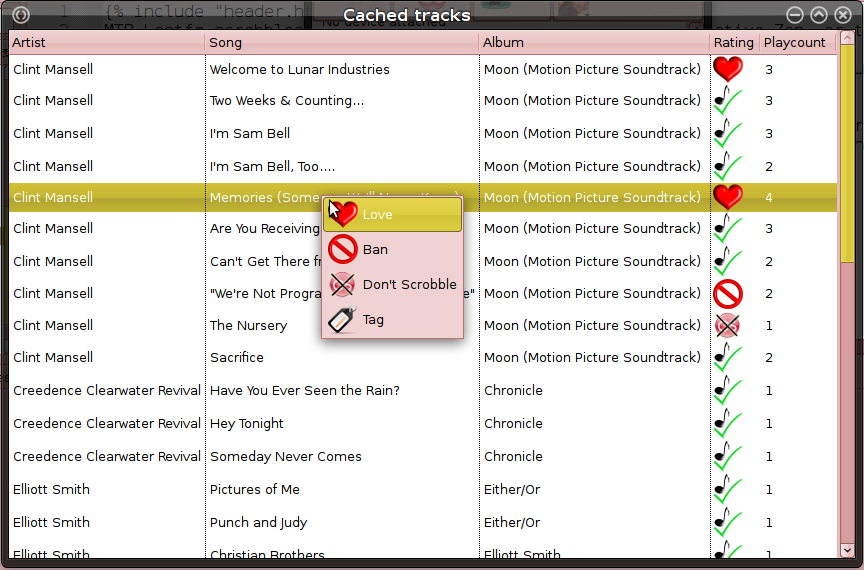 {% include "header.h
Cached tracks
No device attached
Artist Song Album Rating Playcount
Clint Mansell Welcome to Lunar Industries Moon (Motion Picture Soundtrack) 3
Clint Mansell Two Weeks & Counting... Moon (Motion Picture Soundtrack) 3
Clint Mansell I'm Sam Bell Moon (Motion Picture Soundtrack) 3
Clint Mansell I'm Sam Bell, Too.... Moon (Motion Picture Soundtrack) 2
Clint Mansell Memories Moon (Motion Picture Soundtrack) 4
Love
Clint Mansell Are You Receiving Moon (Motion Picture Soundtrack) 3
Ban
Clint Mansell Can't Get There Moon (Motion Picture Soundtrack) 2
Don't Scrobble
Clint Mansell "We're Not Progra e" Moon (Motion Picture Soundtrack) 2
Tag
Clint Mansell The Nursery Moon (Motion Picture Soundtrack) 1
Clint Mansell Sacrifice Moon (Motion Picture Soundtrack) 2
Creedence Clearwater Revival Have You Ever Seen the Rain? Chronicle 1
Creedence Clearwater Revival Hey Tonight Chronicle 1
Creedence Clearwater Revival Someday Never Comes Chronicle 1
Elliott Smith Pictures of Me Either/Or 1
Elliott Smith Punch and Judy Either/Or 1
Elliott Smith Christian Brothers Elliott Smith 1